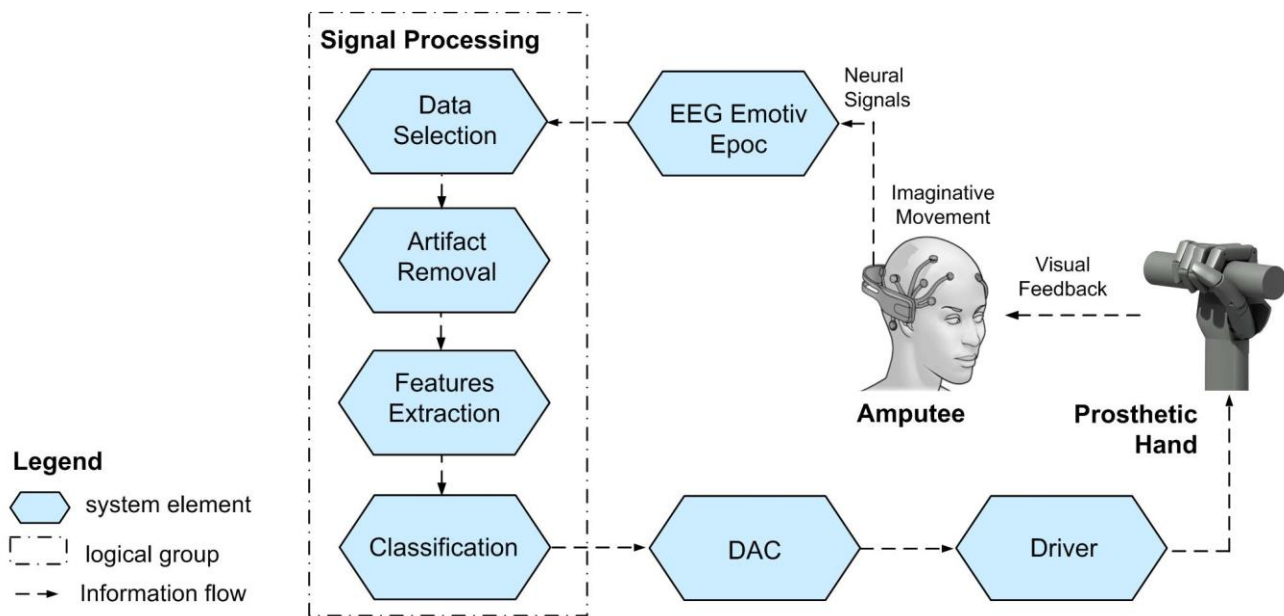 Signal Processing
Data
Selection
EEG Emotiv
Epoc
Neural
Signals
Artifact
Removal
Imaginative
Movement
Visual
Feedback
Features
Extraction
Amputee
Prosthetic
Hand
Legend
system element
logical group
Information flow
Classification
DAC
Driver